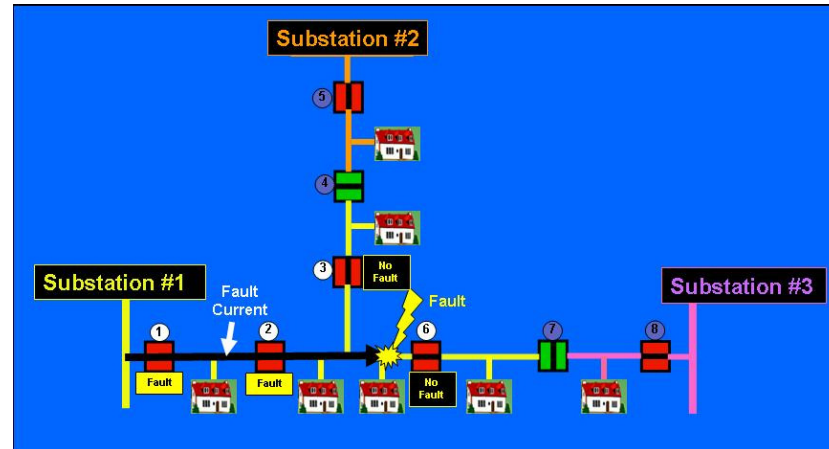 Substation #2
5
4
3
No
Fault
Substation #1
Fault
Current
Fault
Substation #3
1
2
6
7
8
Fault
Fault
No
Fault